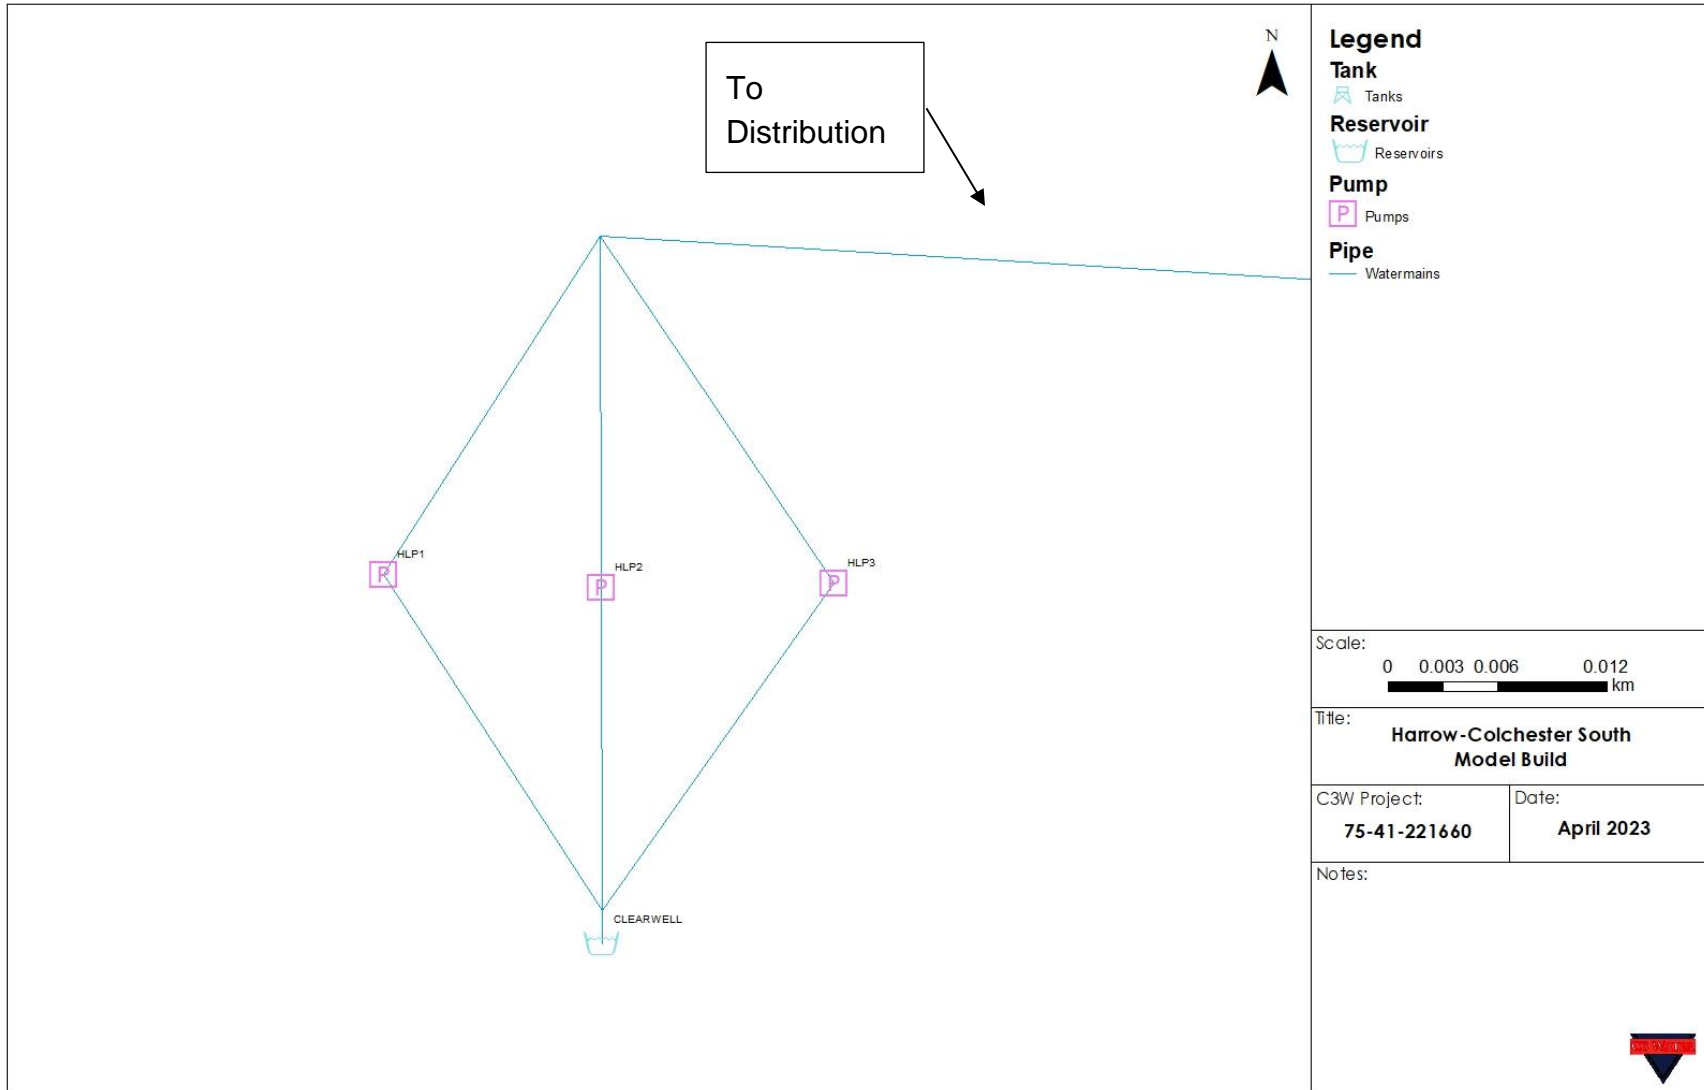 To
Distribution
N
HLP1
HLP2
HLP3
CLEARWELL
Legend
Tank
Tanks
Reservoir
Reservoirs
Pump
P Pumps
Pipe
Watermains
P
P
P
Scale:
0 0.003 0.006 0.012
km
Title:
Harrow-Colchester South
Model Build
C3W Project:
75-41-221660
Date:
April 2023
Notes: